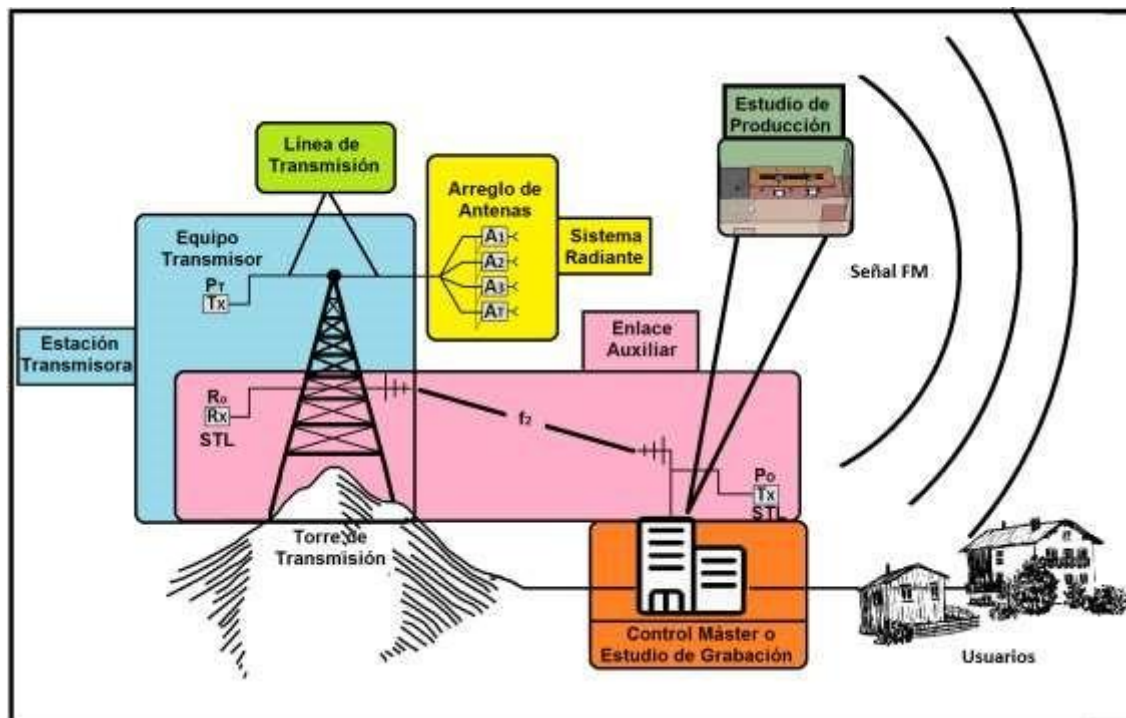 Estudio de
Producción
Línea de
Transmisión
Arreglo de
Antenas
A1
A2
A3
AT
Sistema
Radiante
Equipo
Transmisor
PT
Tx
Señal FM
Estación
Transmisora
Enlace
Auxiliar
Ro
Rx
STL
f2
Po
Tx
STL
Torre de
Transmisión
Control Máster o
Estudio de Grabación
Usuarios